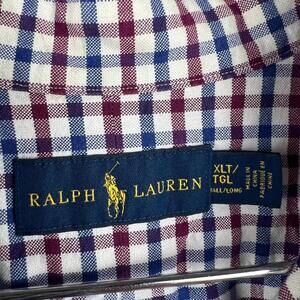 RALPH LAUREN
XLT/
TGL
MADE IN
CHINA
FABRIQUÉ EN
CHINE